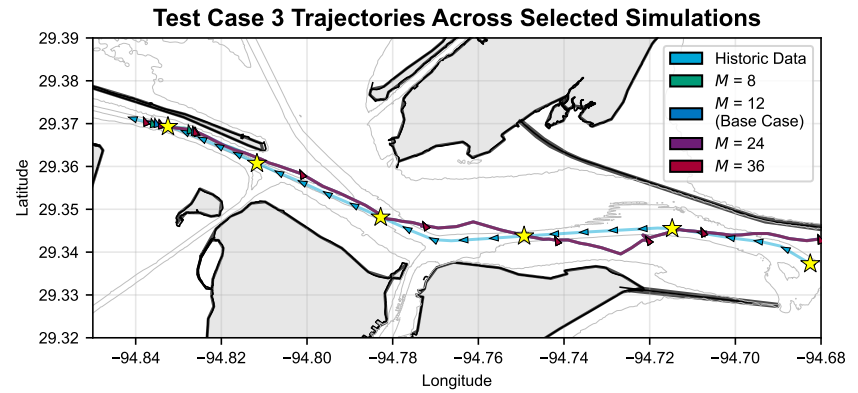 Test Case 3 Trajectories Across Selected Simulations
29.39
29.38
29.37
29.36
29.35
29.34
29.33
29.32
Latitude
Historic Data
M = 8
M = 12
(Base Case)
M = 24
M = 36
−94.84
−94.82
−94.80
−94.78
−94.76
−94.74
−94.72
−94.70
−94.68
Longitude